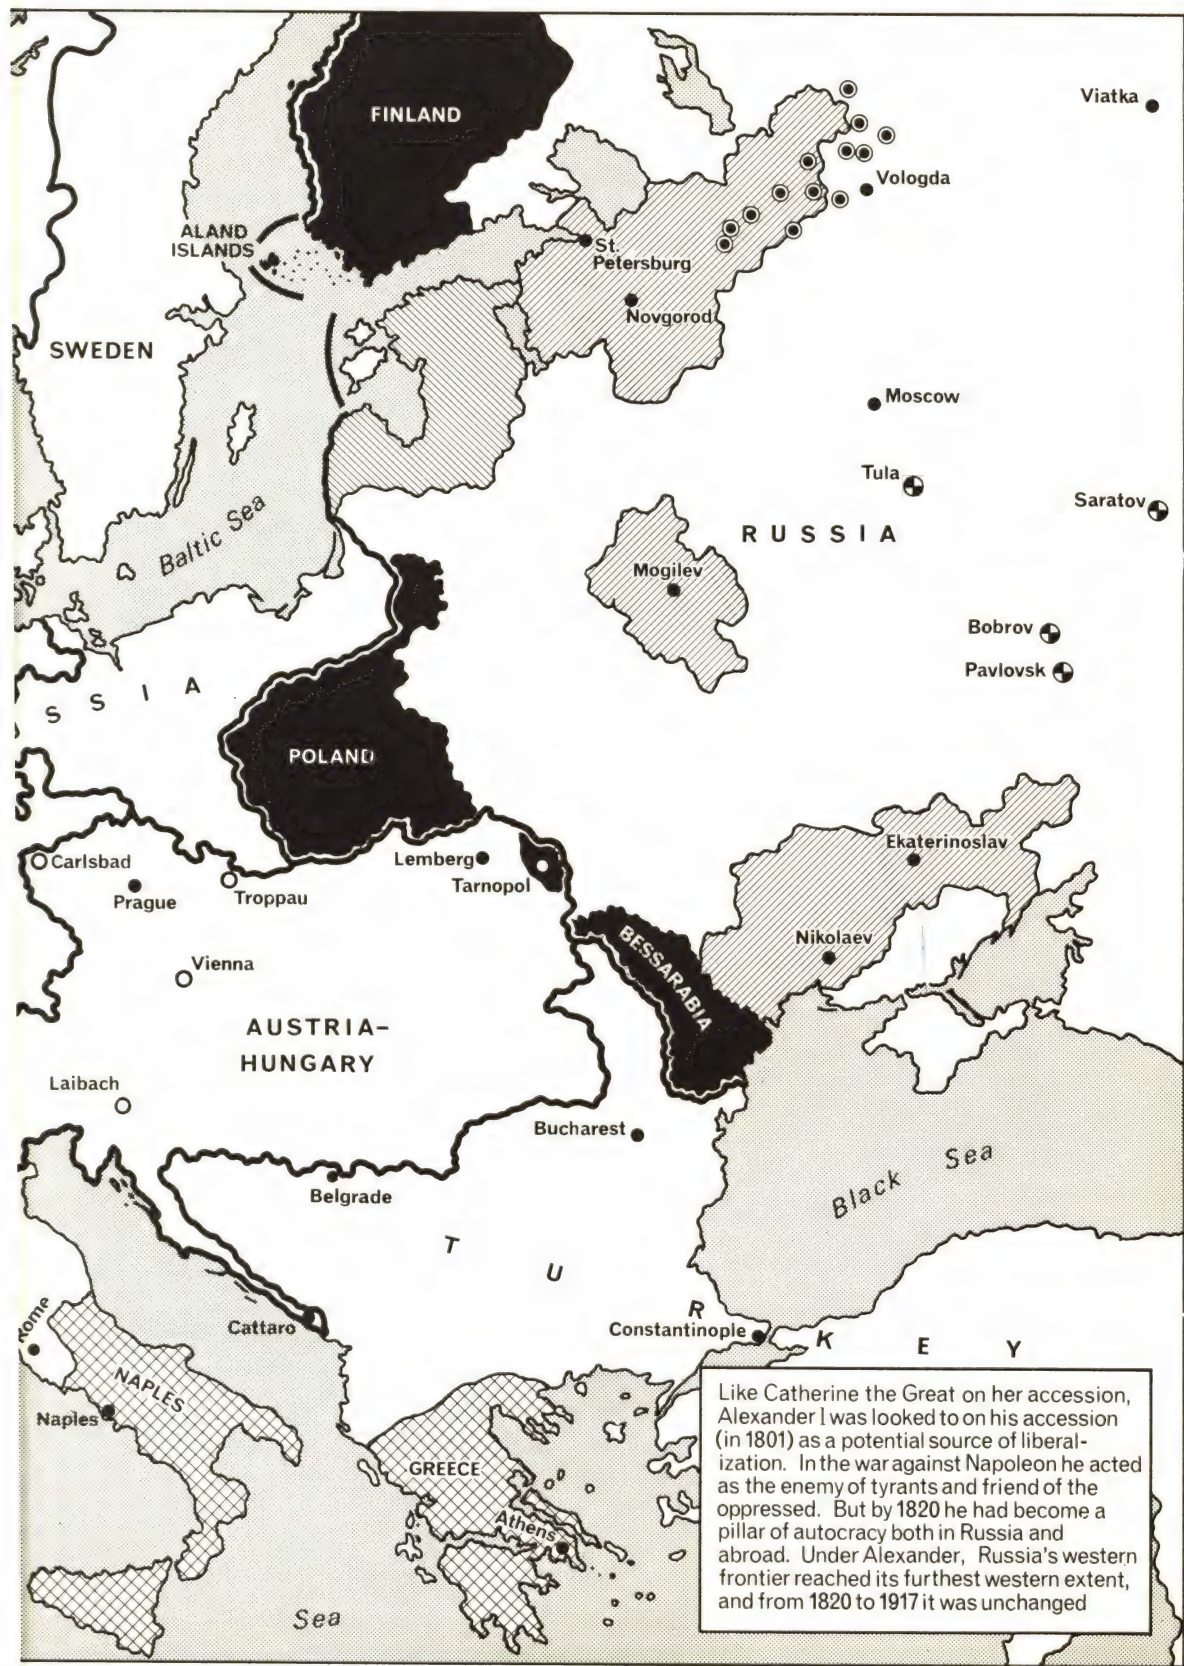 FINLAND
Viatka
Vologda
ALAND
ISLANDS
St.
Petersburg
Novgorod
SWEDEN
Moscow
Tula
Saratov
RUSSIA
Baltic Sea
Mogilev
Bobrov
Pavlovsk
SSIA
POLAND
Ekaterinoslav
Carlsbad
Lemberg
Tarnopol
Prague
Troppau
Nikolaev
BESSARABIA
Vienna
AUSTRIA-
HUNGARY
Laibach
Bucharest
Black Sea
Belgrade
TURKEY
Rome
Cattaro
Constantinople
NAPLES
Naples
GREECE
Athens
Sea
Like Catherine the Great on her accession,
Alexander I was looked to on his accession
(in 1801) as a potential source of liberal-
ization. In the war against Napoleon he acted
as the enemy of tyrants and friend of the
oppressed. But by 1820 he had become a
pillar of autocracy both in Russia and
abroad. Under Alexander, Russia's western
frontier reached its furthest western extent,
and from 1820 to 1917 it was unchanged